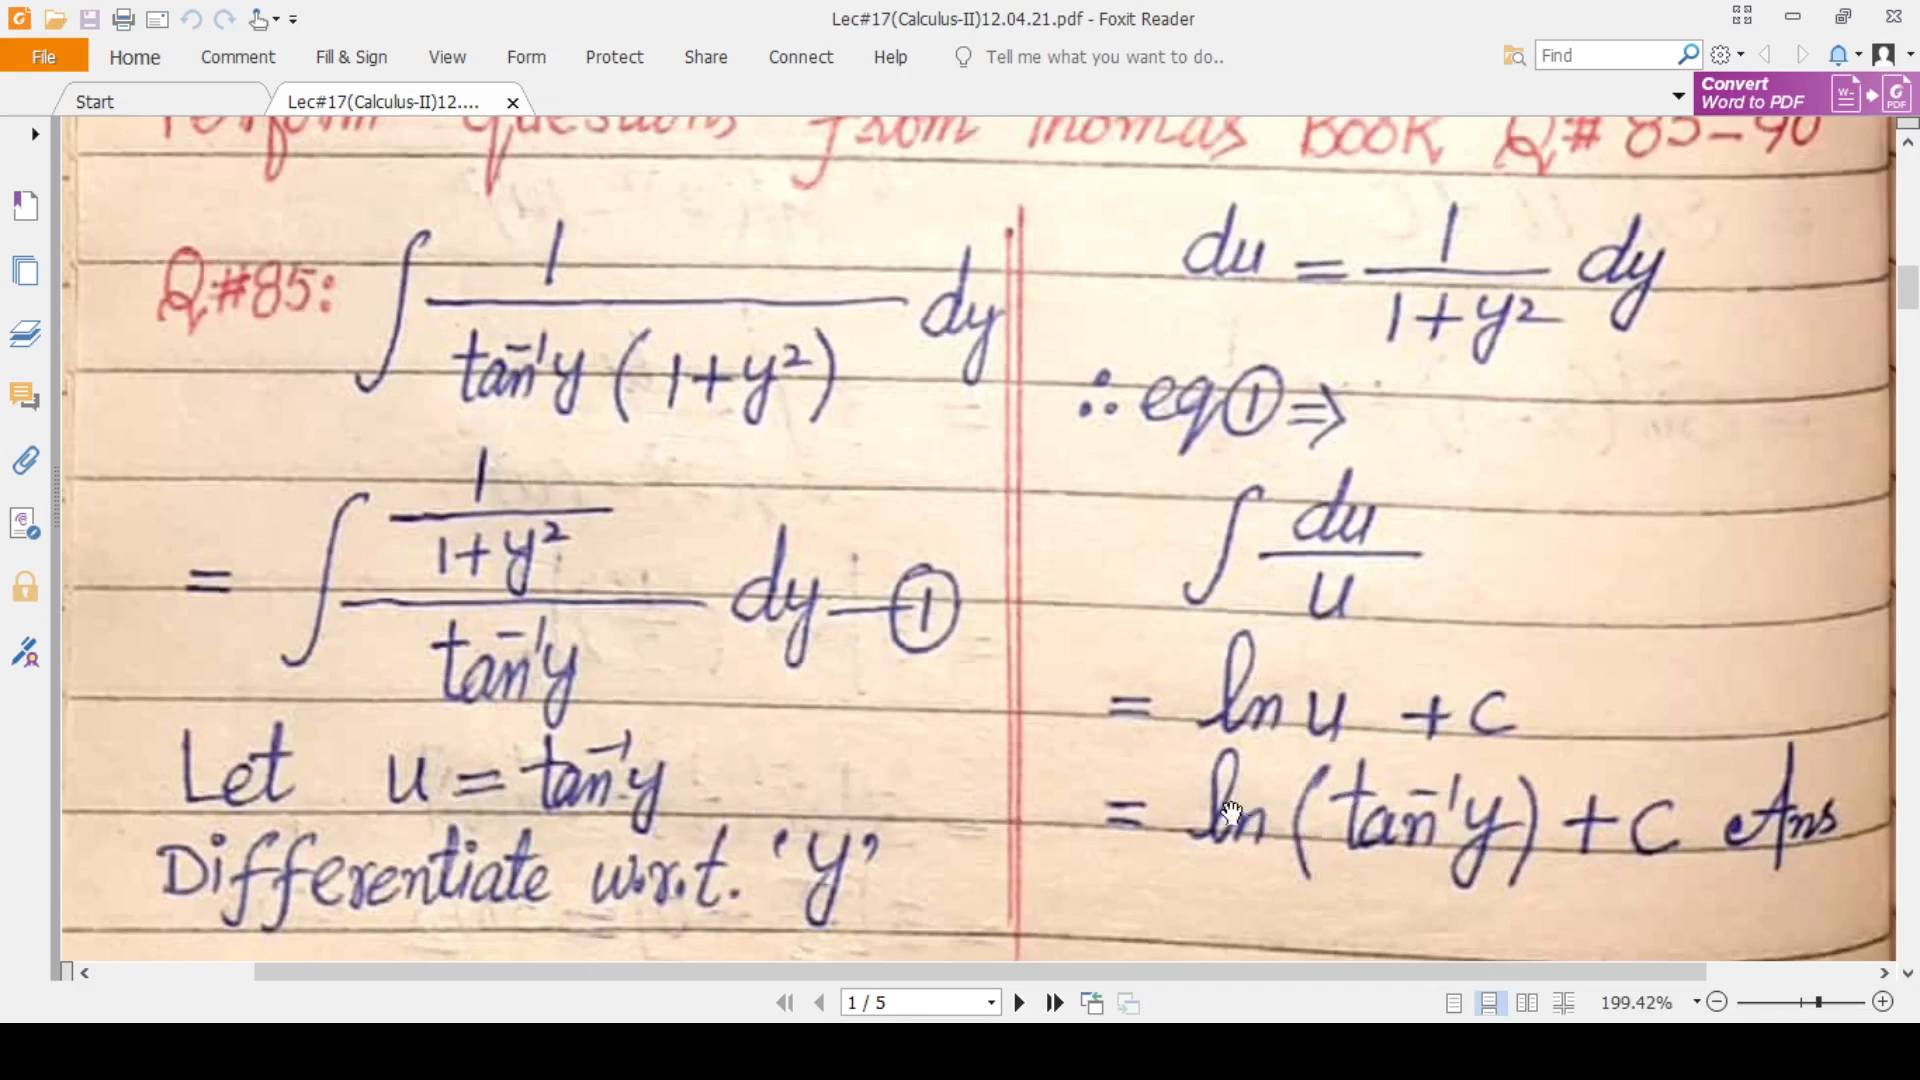 Lec#17(Calculus-II)12.04.21.pdf - Foxit Reader
File Home Comment Fill & Sign View Form Protect Share Connect Help Tell me what you want to do.. Find
Start Lec#17(Calculus-II)12.... Convert Word to PDF
Perform Questions from Thomas Book Q# 85-90
Q#85: ∫ 1/(tan⁻¹y (1+y²)) dy
= ∫ (1/(1+y²))/(tan⁻¹y) dy — ①
Let u = tan⁻¹y
Differentiate w.r.t. 'y'
du = 1/(1+y²) dy
∴ eq ① ⇒
∫ du/u
= ln u + c
= ln (tan⁻¹y) + c Ans
1 / 5 199.42%